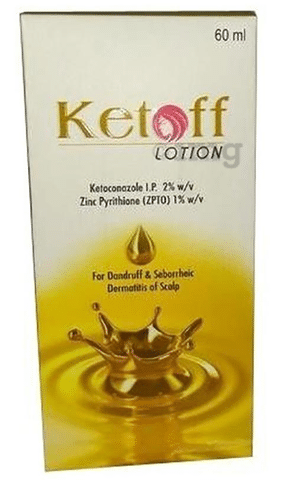 60 ml
Ketoff
LOTION
Ketoconazole I.P. 2% w/v
Zinc Pyrithione (ZPTO) 1% w/v
For Dandruff & Seborrheic
Dermatitis of Scalp